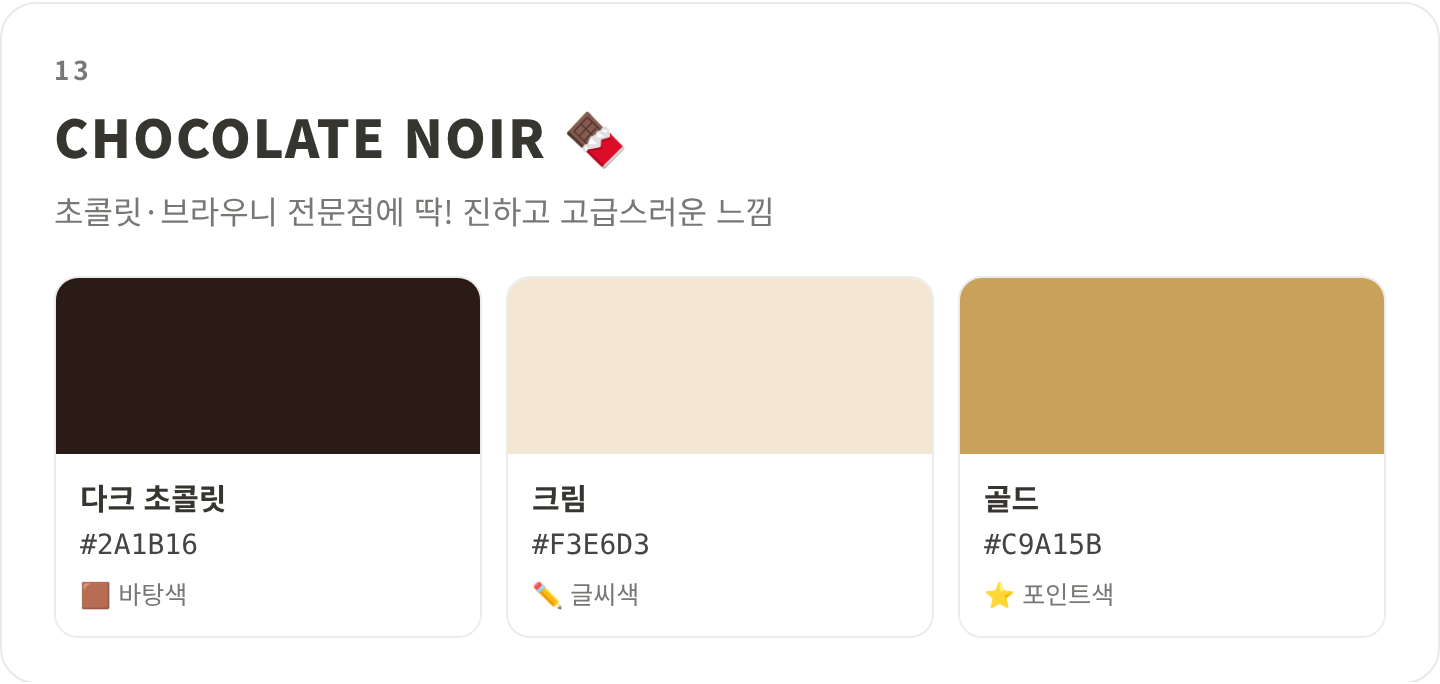 13
CHOCOLATE NOIR 🍫
초콜릿·브라우니 전문점에 딱! 진하고 고급스러운 느낌
다크 초콜릿
#2A1B16
🟫 바탕색
크림
#F3E6D3
✏️ 글씨색
골드
#C9A15B
⭐ 포인트색